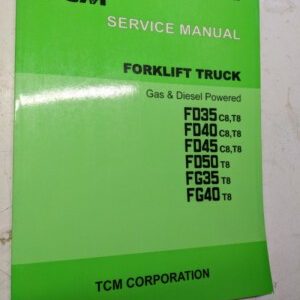 SERVICE MANUAL
FORKLIFT TRUCK
Gas & Diesel Powered
FD35 C8,T8
FD40 C8,T8
FD45 C8,T8
FD50 T8
FG35 T8
FG40 T8
TCM CORPORATION